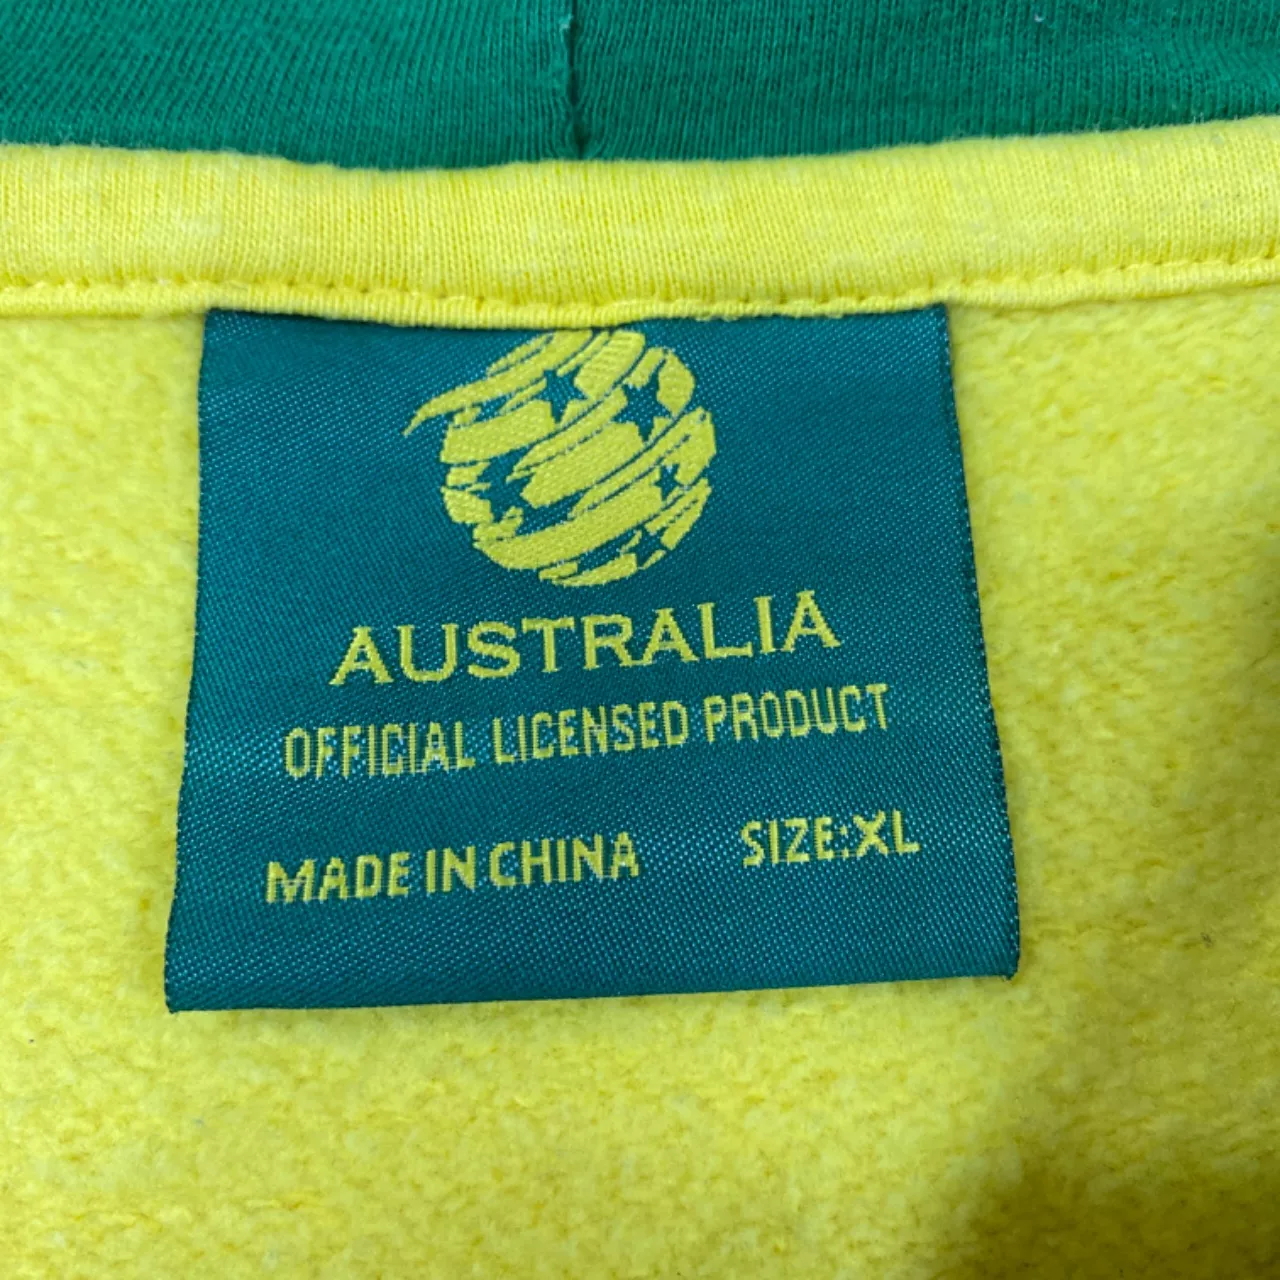 AUSTRALIA
OFFICIAL LICENSED PRODUCT
MADE IN CHINA SIZE:XL